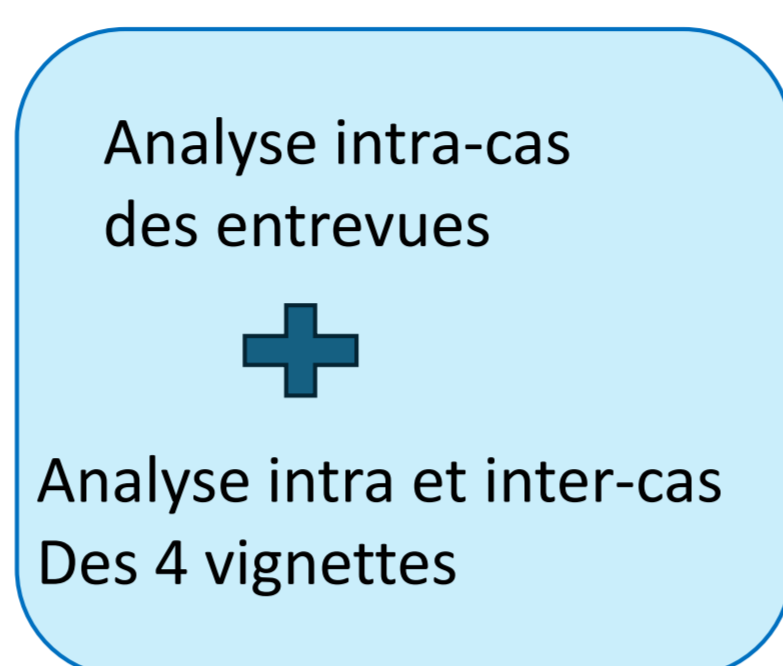 Analyse intra-cas
des entrevues
Analyse intra et inter-cas
Des 4 vignettes